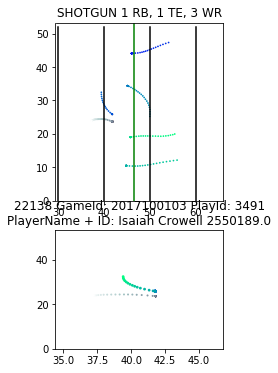 SHOTGUN 1 RB, 1 TE, 3 WR
50
40
30
20
10
0
30 40 50 60
22138 GameId: 2017100103 PlayId: 3491
PlayerName + ID: Isaiah Crowell 2550189.0
40
20
0
35.0 37.5 40.0 42.5 45.0